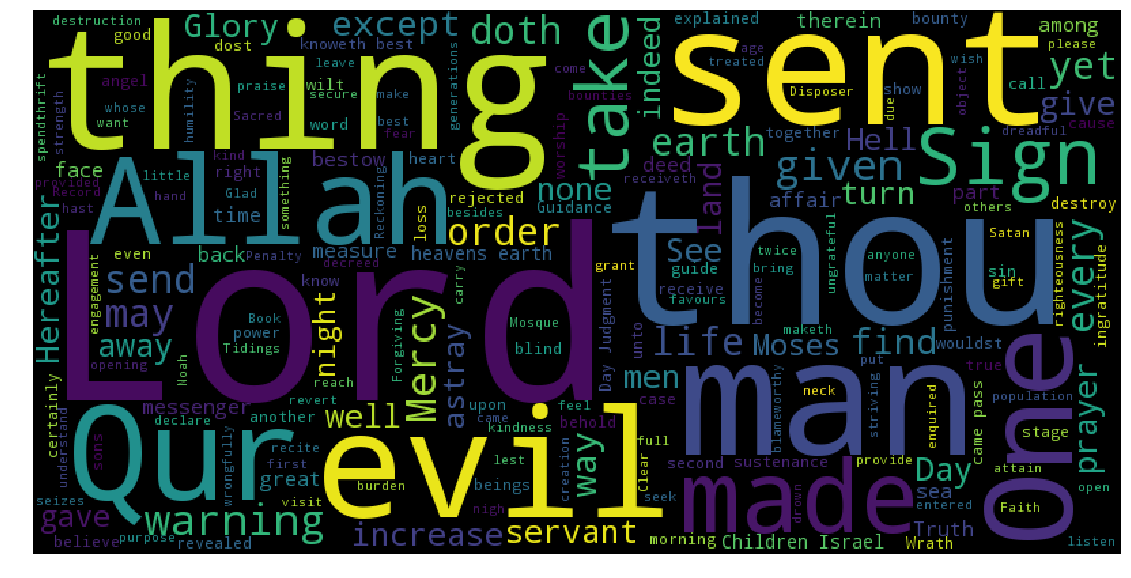 thing
sent
Lord
thou
Allah
man
evil
Qur
One
made
Sign
take
destruction
good
Glory
dost
except
knoweth best
doth
explained
therein
bounty
among
please
yet
indeed
treated
age
wish
call
give
cause
spendthrift
strength
angel
whose
want
praise
humility
leave
wilt
secure
make
Sacred
word
best
fear
generations
come
bounties
worship
Disposer
due
show
object
dreadful
together
Hell
earth
deed
receiveth
given
face
provided
Record
hast
little
hand
kind
right
Glad
time
something
bestow
heart
Reckoning
rejected
loss
besides
none
Guidance
land
affair
turn
part
others
destroy
Hereafter
even
engagement
send
back
Penalty
measure
decreed
know
order
heavens earth
carry
grant
See
guide
receive
favours
twice
bring
become
anyone
matter
ungrateful
punishment
Satan
sin
gift
righteousness
ingratitude
every
may
away
Book
power
Tidings
night
opening
Noah
reach
Forgiving
Mercy
astray
Mosque
blind
unto
life
Day Judgment
Moses
maketh
find
wouldst
put
true
population
certainly
understand
sons
messenger
declare
revert
another
well
upon
came
feel
kindness
behold
men
case
neck
blameworthy
striving
enquired
came pass
stage
prayer
attain
open
recite
first
great
wrongfully
lest
beings
burden
creation
way
clear
full
seek
second
sustenance
provide
drown
Day
sea
entered
Truth
Faith
seizes
gave
warning
visit
believe
purpose
revealed
increase
nigh
servant
morning
Children Israel
Wrath
listen